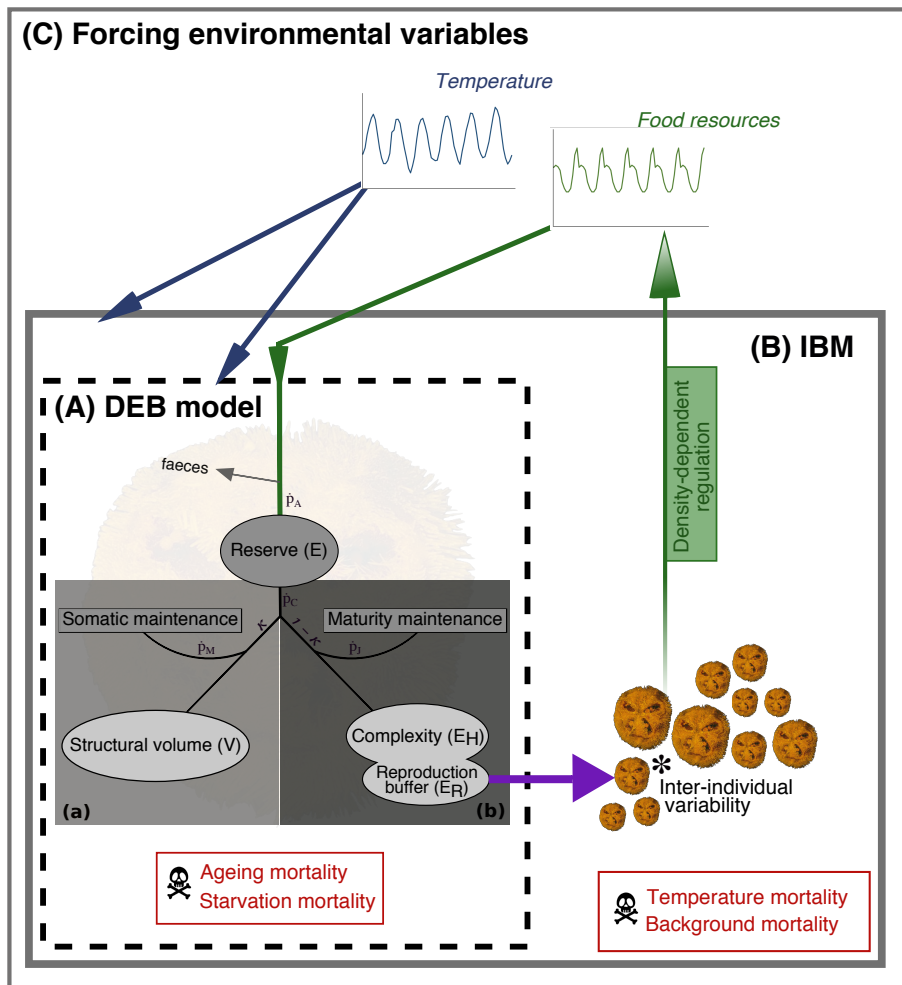 (C) Forcing environmental variables
Temperature
Food resources
(B) IBM
(A) DEB model
faeces
ṗA
Reserve (E)
ṗC
Somatic maintenance
Maturity maintenance
κ
1 − κ
ṗM
ṗJ
Structural volume (V)
Complexity (EH)
Reproduction
buffer (ER)
(a)
(b)
Density-dependent
regulation
*
Inter-individual
variability
Ageing mortality
Starvation mortality
Temperature mortality
Background mortality